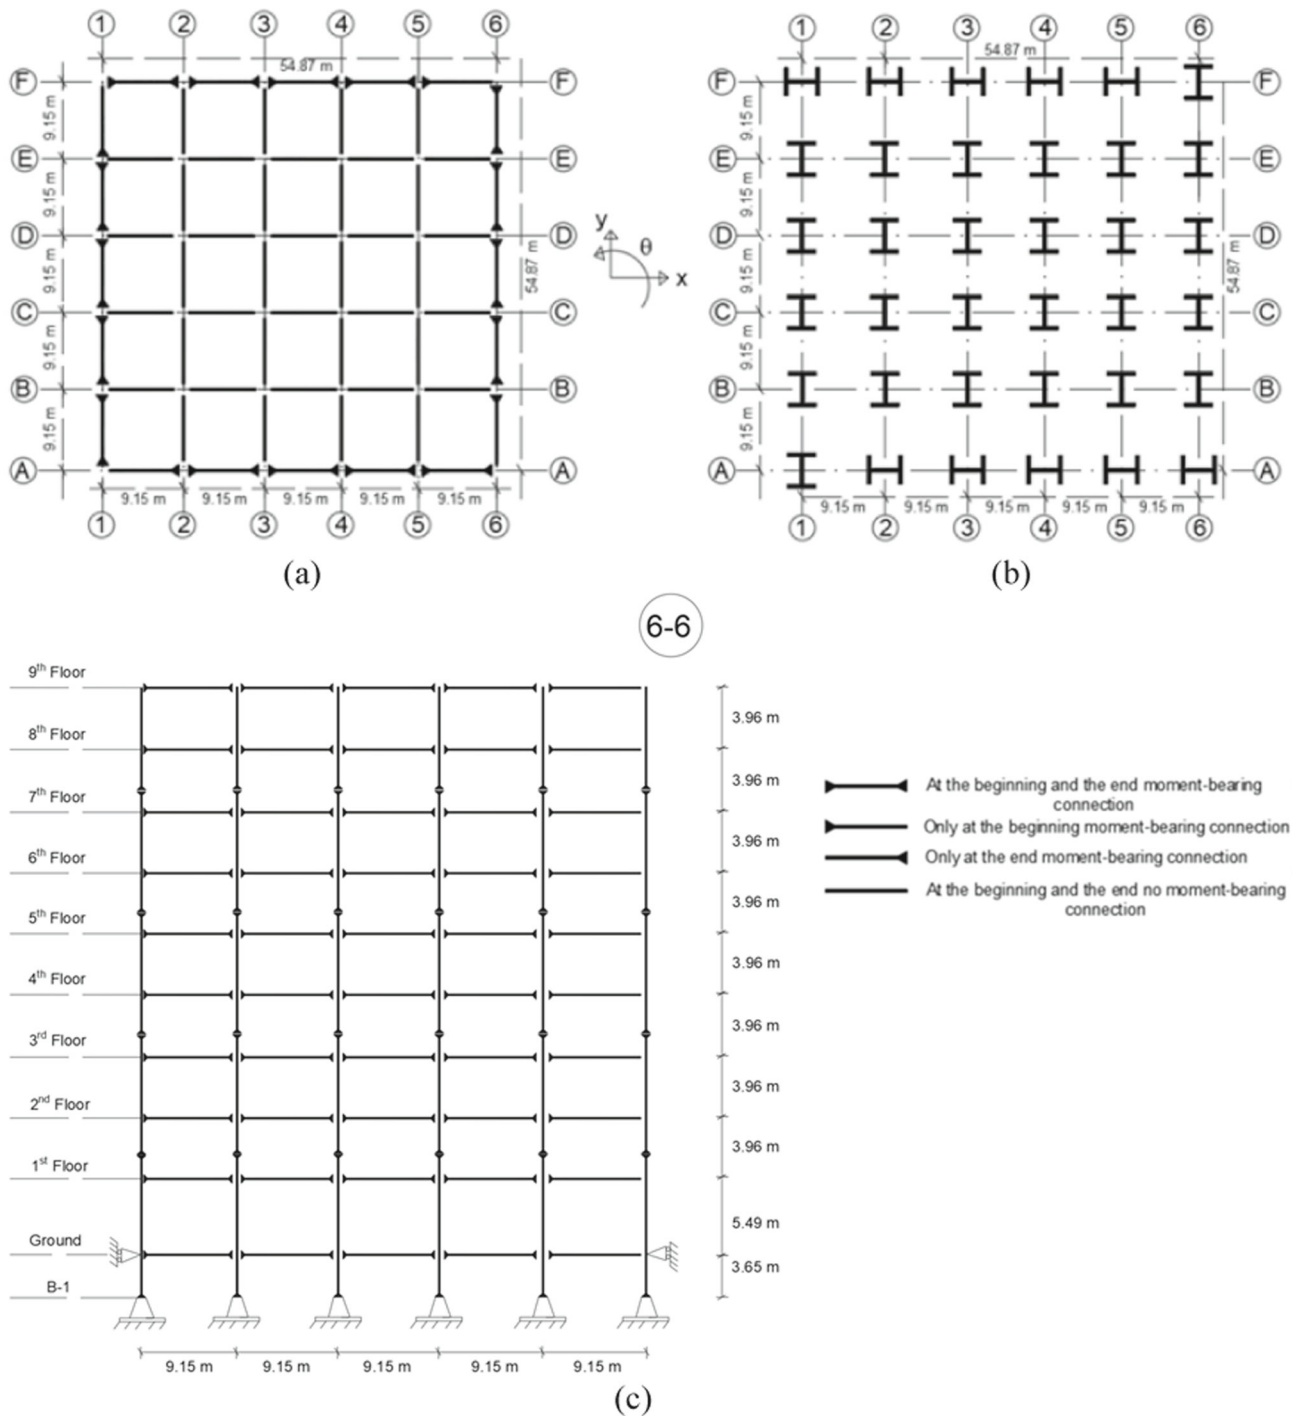 1 2 3 4 5 6
54.87 m
F F
9.15 m
E E
9.15 m
D D
9.15 m
54.87 m
C C
9.15 m
B B
9.15 m
A A
9.15 m 9.15 m 9.15 m 9.15 m 9.15 m
1 2 3 4 5 6
(a)
y
θ
x
1 2 3 4 5 6
54.87 m
F F
9.15 m
E E
9.15 m
D D
9.15 m
54.87 m
C C
9.15 m
B B
9.15 m
A A
9.15 m 9.15 m 9.15 m 9.15 m 9.15 m
1 2 3 4 5 6
(b)
6-6
9th Floor
8th Floor
7th Floor
6th Floor
5th Floor
4th Floor
3rd Floor
2nd Floor
1st Floor
Ground
B-1
3.96 m
3.96 m
3.96 m
3.96 m
3.96 m
3.96 m
3.96 m
3.96 m
5.49 m
3.65 m
9.15 m 9.15 m 9.15 m 9.15 m 9.15 m
At the beginning and the end moment-bearing
connection
Only at the beginning moment-bearing connection
Only at the end moment-bearing connection
At the beginning and the end no moment-bearing
connection
(c)